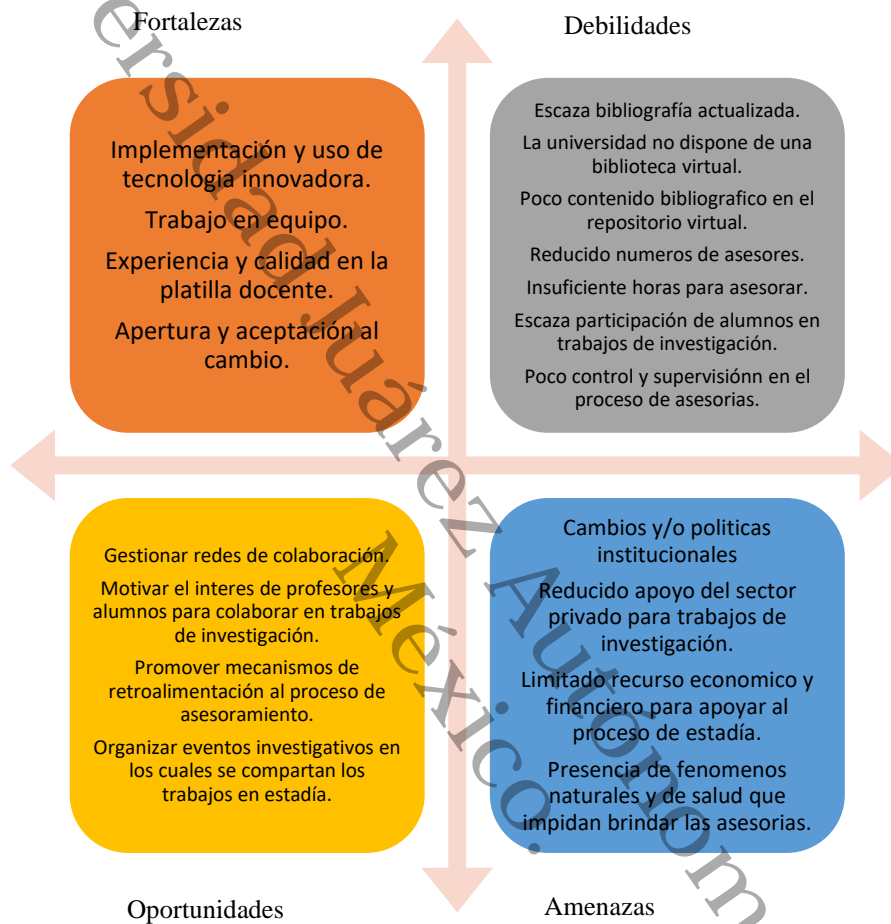 Fortalezas
Debilidades
Implementación y uso de
tecnologia innovadora.
Trabajo en equipo.
Experiencia y calidad en la
platilla docente.
Apertura y aceptación al
cambio.
Escaza bibliografía actualizada.
La universidad no dispone de una
biblioteca virtual.
Poco contenido bibliografico en el
repositorio virtual.
Reducido numeros de asesores.
Insuficiente horas para asesorar.
Escaza participación de alumnos en
trabajos de investigación.
Poco control y supervisiónn en el
proceso de asesorias.
Gestionar redes de colaboración.
Motivar el interes de profesores y
alumnos para colaborar en trabajos
de investigación.
Promover mecanismos de
retroalimentación al proceso de
asesoramiento.
Organizar eventos investigativos en
los cuales se compartan los
trabajos en estadía.
Cambios y/o politicas
institucionales
Reducido apoyo del sector
privado para trabajos de
investigación.
Limitado recurso economico y
financiero para apoyar al
proceso de estadía.
Presencia de fenomenos
naturales y de salud que
impidan brindar las asesorias.
Oportunidades
Amenazas
ersidad Juárez Autónom
México.